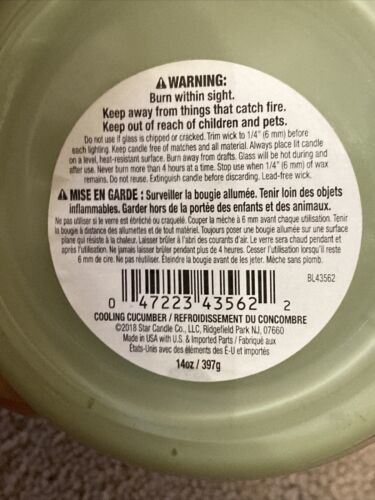 ⚠ WARNING:
Burn within sight.
Keep away from things that catch fire.
Keep out of reach of children and pets.
Do not use if glass is chipped or cracked. Trim wick to 1/4" (6 mm) before
each lighting. Keep candle free of matches and all material. Always place lit candle
on a level, heat-resistant surface. Burn away from drafts. Glass will be hot during and
after use. Never burn more than 4 hours at a time. Stop use when 1/4" (6 mm) of wax
remains. Do not reuse. Extinguish candle before discarding. Lead-free wick.
⚠ MISE EN GARDE : Surveiller la bougie allumée. Tenir loin des objets
inflammables. Garder hors de la portée des enfants et des animaux.
Ne pas utiliser si le verre est ébréché ou craquelé. Couper la mèche à 6 mm avant chaque utilisation. Tenir
la bougie à distance des allumettes et de tout matériel. Toujours poser une bougie allumée sur une surface
plane qui résiste à la chaleur. Laisser brûler à l'abri des courants d'air. Le verre sera chaud pendant et
après l'utilisation. Ne jamais laisser brûler pendant plus de 4 heures. Cesser l'utilisation lorsqu'il reste
6 mm de cire. Ne pas réutiliser. Éteindre la bougie avant de les jeter. Mèche sans plomb.
BL43562
0 47223 43562 2
COOLING CUCUMBER / REFROIDISSEMENT DU CONCOMBRE
©2018 Star Candle Co., LLC, Ridgefield Park NJ, 07660
Made in USA with U.S. & Imported Parts / Fabriqué aux
États-Unis avec des éléments des É-U et importés
14oz / 397g